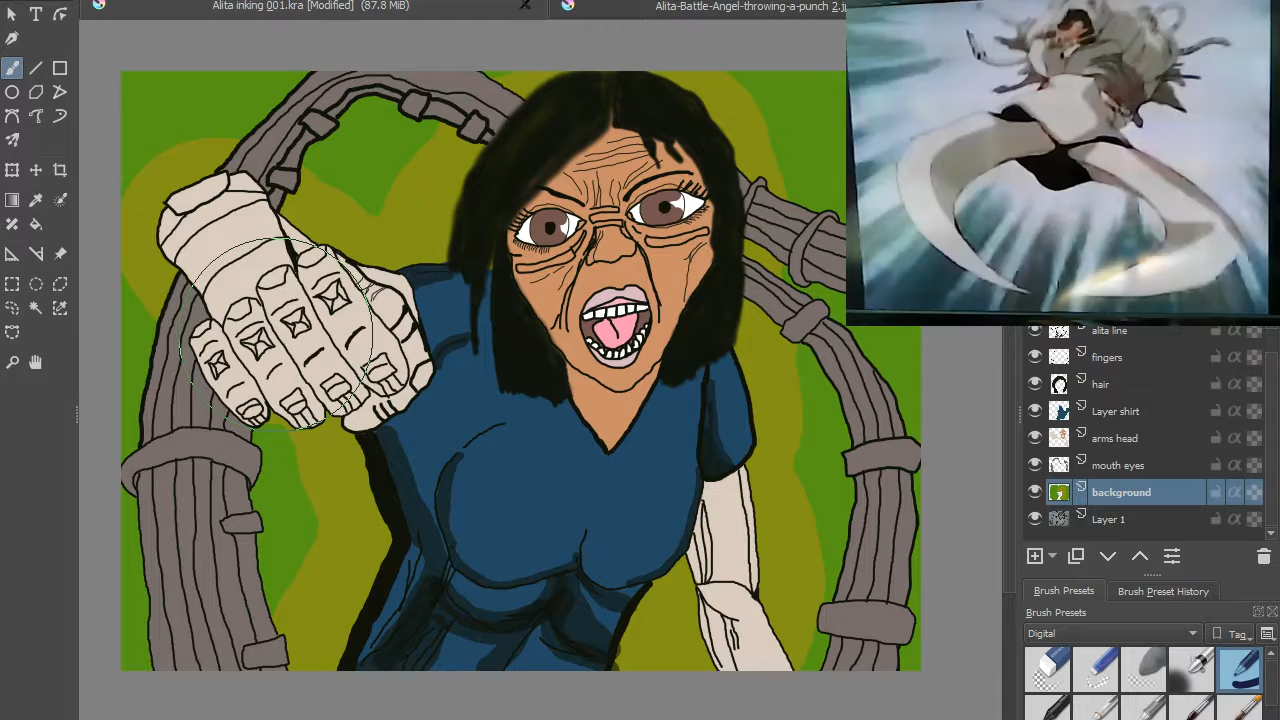 Alita inking 001.kra [Modified] (87.8 MiB)
Alita-Battle-Angel-throwing-a-punch 2.j
alita line
fingers
hair
Layer shirt
arms head
mouth eyes
background
Layer 1
Brush Presets
Brush Preset History
Brush Presets
Digital
Tag